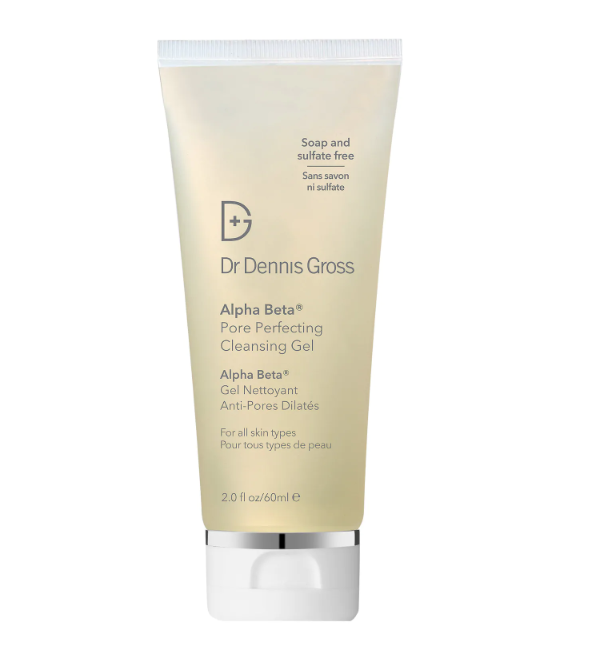 Soap and
sulfate free
Sans savon
ni sulfate
Dr Dennis Gross
Alpha Beta®
Pore Perfecting
Cleansing Gel
Alpha Beta®
Gel Nettoyant
Anti-Pores Dilatés
For all skin types
Pour tous types de peau
2.0 fl oz/60ml ℮